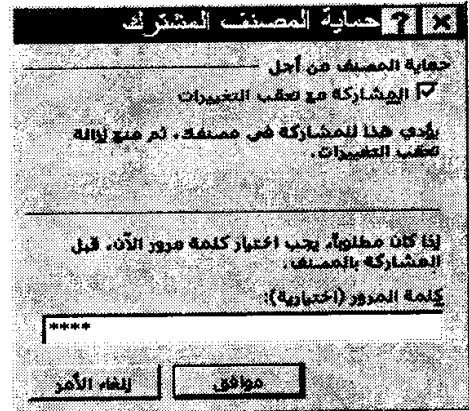 حماية المصنف المشترك
حماية المصنف من أجل
المشاركة مع تعقب التغييرات
يؤدي هذا للمشاركة في مصنفك، ثم منع إزالة
تعقب التغييرات.
إذا كان مطلوباً، يجب اختيار كلمة مرور الآن، قبل
المشاركة بالمصنف.
كلمة المرور (اختيارية):
****
موافق إلغاء الأمر